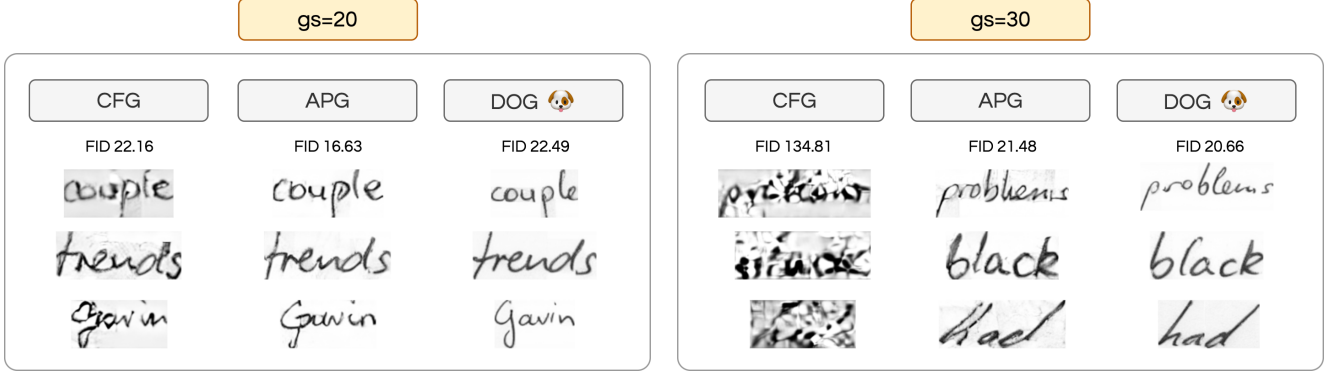 gs=20 gs=30
CFG APG DOG 🐶 CFG APG DOG 🐶
FID 22.16 FID 16.63 FID 22.49 FID 134.81 FID 21.48 FID 20.66
couple couple couple problhems problems
trends trends trends black black
Gavin Gavin Gavin had had